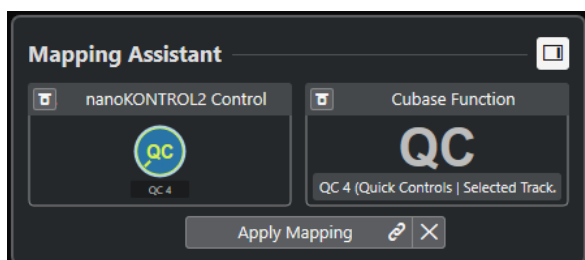 Mapping Assistant
nanoKONTROL2 Control
Cubase Function
QC
QC 4
QC
QC 4 (Quick Controls | Selected Track.
Apply Mapping